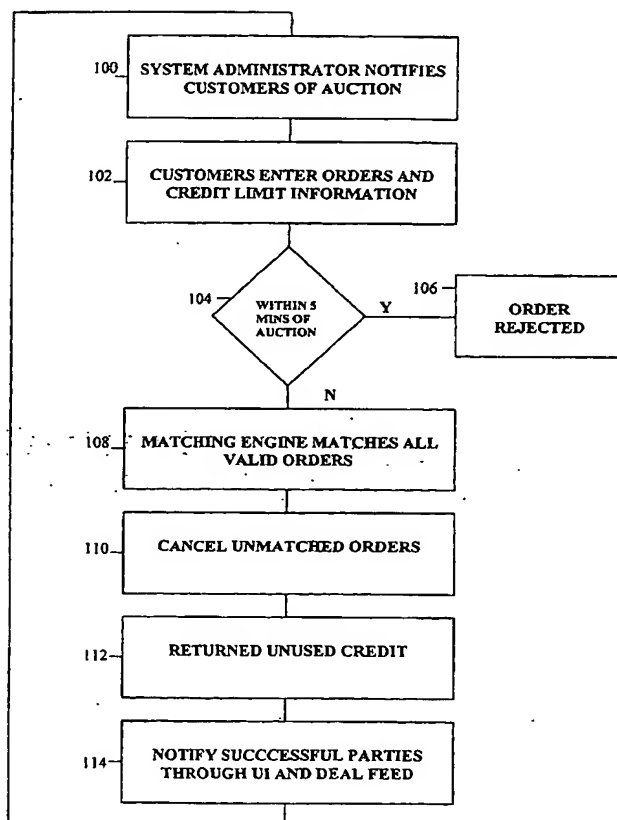 100
SYSTEM ADMINISTRATOR NOTIFIES
CUSTOMERS OF AUCTION
102
CUSTOMERS ENTER ORDERS AND
CREDIT LIMIT INFORMATION
104
WITHIN 5
MINS OF
AUCTION
Y
106
ORDER
REJECTED
N
108
MATCHING ENGINE MATCHES ALL
VALID ORDERS
110
CANCEL UNMATCHED ORDERS
112
RETURNED UNUSED CREDIT
114
NOTIFY SUCCCESSFUL PARTIES
THROUGH UI AND DEAL FEED